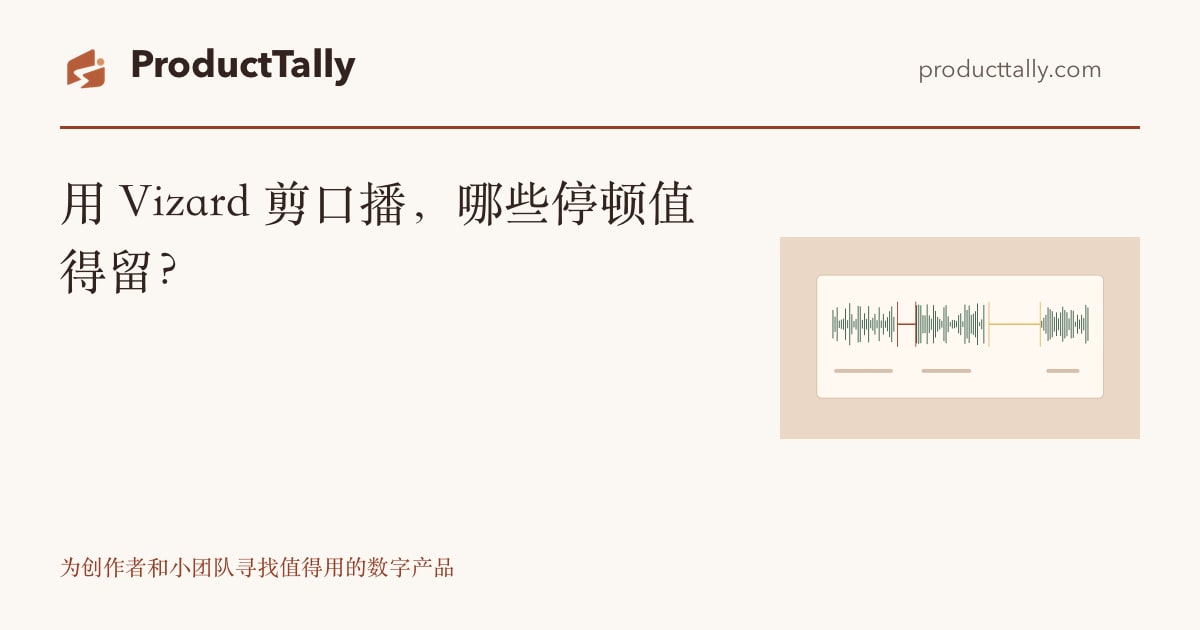 ProductTally
producttally.com
用 Vizard 剪口播，哪些停顿值
得留？
为创作者和小团队寻找值得用的数字产品